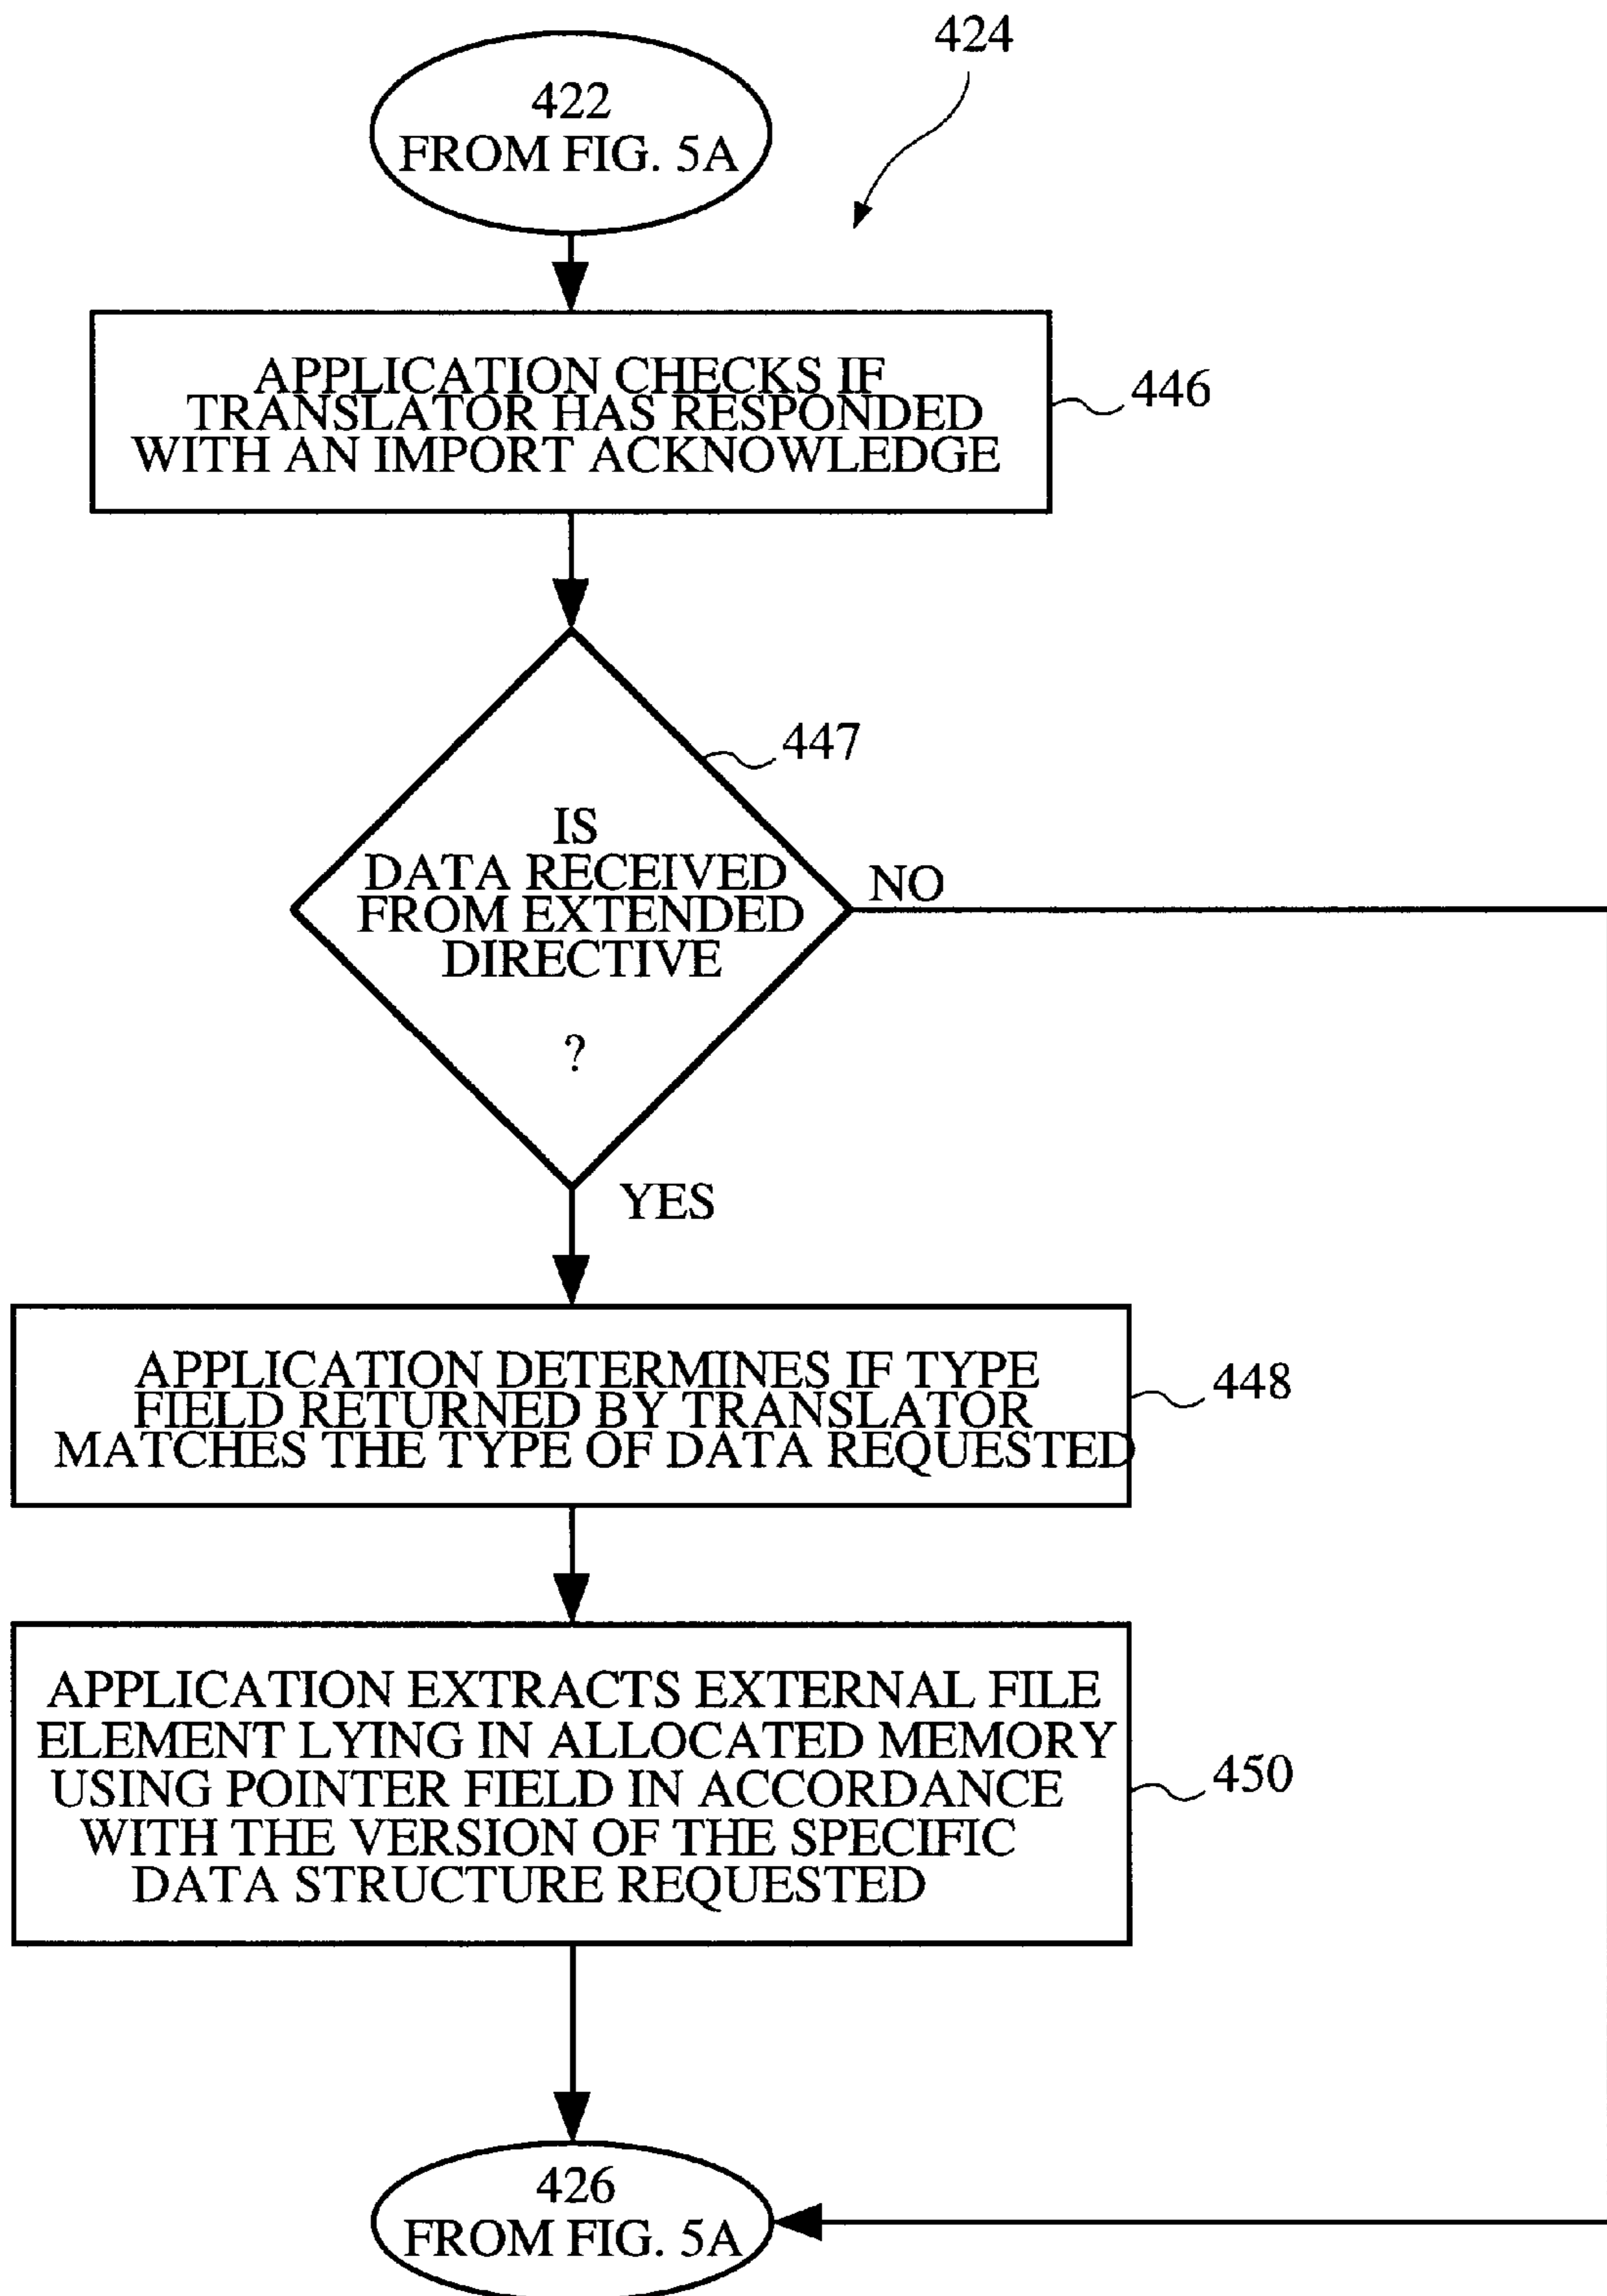 424
422
FROM FIG. 5A
APPLICATION CHECKS IF
TRANSLATOR HAS RESPONDED
WITH AN IMPORT ACKNOWLEDGE
446
447
IS
DATA RECEIVED
FROM EXTENDED
DIRECTIVE
?
NO
YES
APPLICATION DETERMINES IF TYPE
FIELD RETURNED BY TRANSLATOR
MATCHES THE TYPE OF DATA REQUESTED
448
APPLICATION EXTRACTS EXTERNAL FILE
ELEMENT LYING IN ALLOCATED MEMORY
USING POINTER FIELD IN ACCORDANCE
WITH THE VERSION OF THE SPECIFIC
DATA STRUCTURE REQUESTED
450
426
FROM FIG. 5A